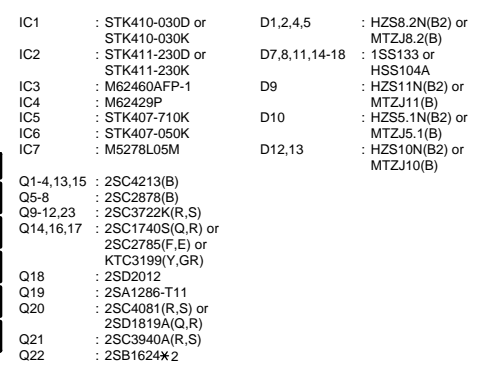 IC1 : STK410-030D or
STK410-030K
IC2 : STK411-230D or
STK411-230K
IC3 : M62460AFP-1
IC4 : M62429P
IC5 : STK407-710K
IC6 : STK407-050K
IC7 : M5278L05M
Q1-4,13,15 : 2SC4213(B)
Q5-8 : 2SC2878(B)
Q9-12,23 : 2SC3722K(R,S)
Q14,16,17 : 2SC1740S(Q,R) or
2SC2785(F,E) or
KTC3199(Y,GR)
Q18 : 2SD2012
Q19 : 2SA1286-T11
Q20 : 2SC4081(R,S) or
2SD1819A(Q,R)
Q21 : 2SC3940A(R,S)
Q22 : 2SB1624*2
D1,2,4,5 : HZS8.2N(B2) or
MTZJ8.2(B)
D7,8,11,14-18 : 1SS133 or
HSS104A
D9 : HZS11N(B2) or
MTZJ11(B)
D10 : HZS5.1N(B2) or
MTZJ5.1(B)
D12,13 : HZS10N(B2) or
MTZJ10(B)